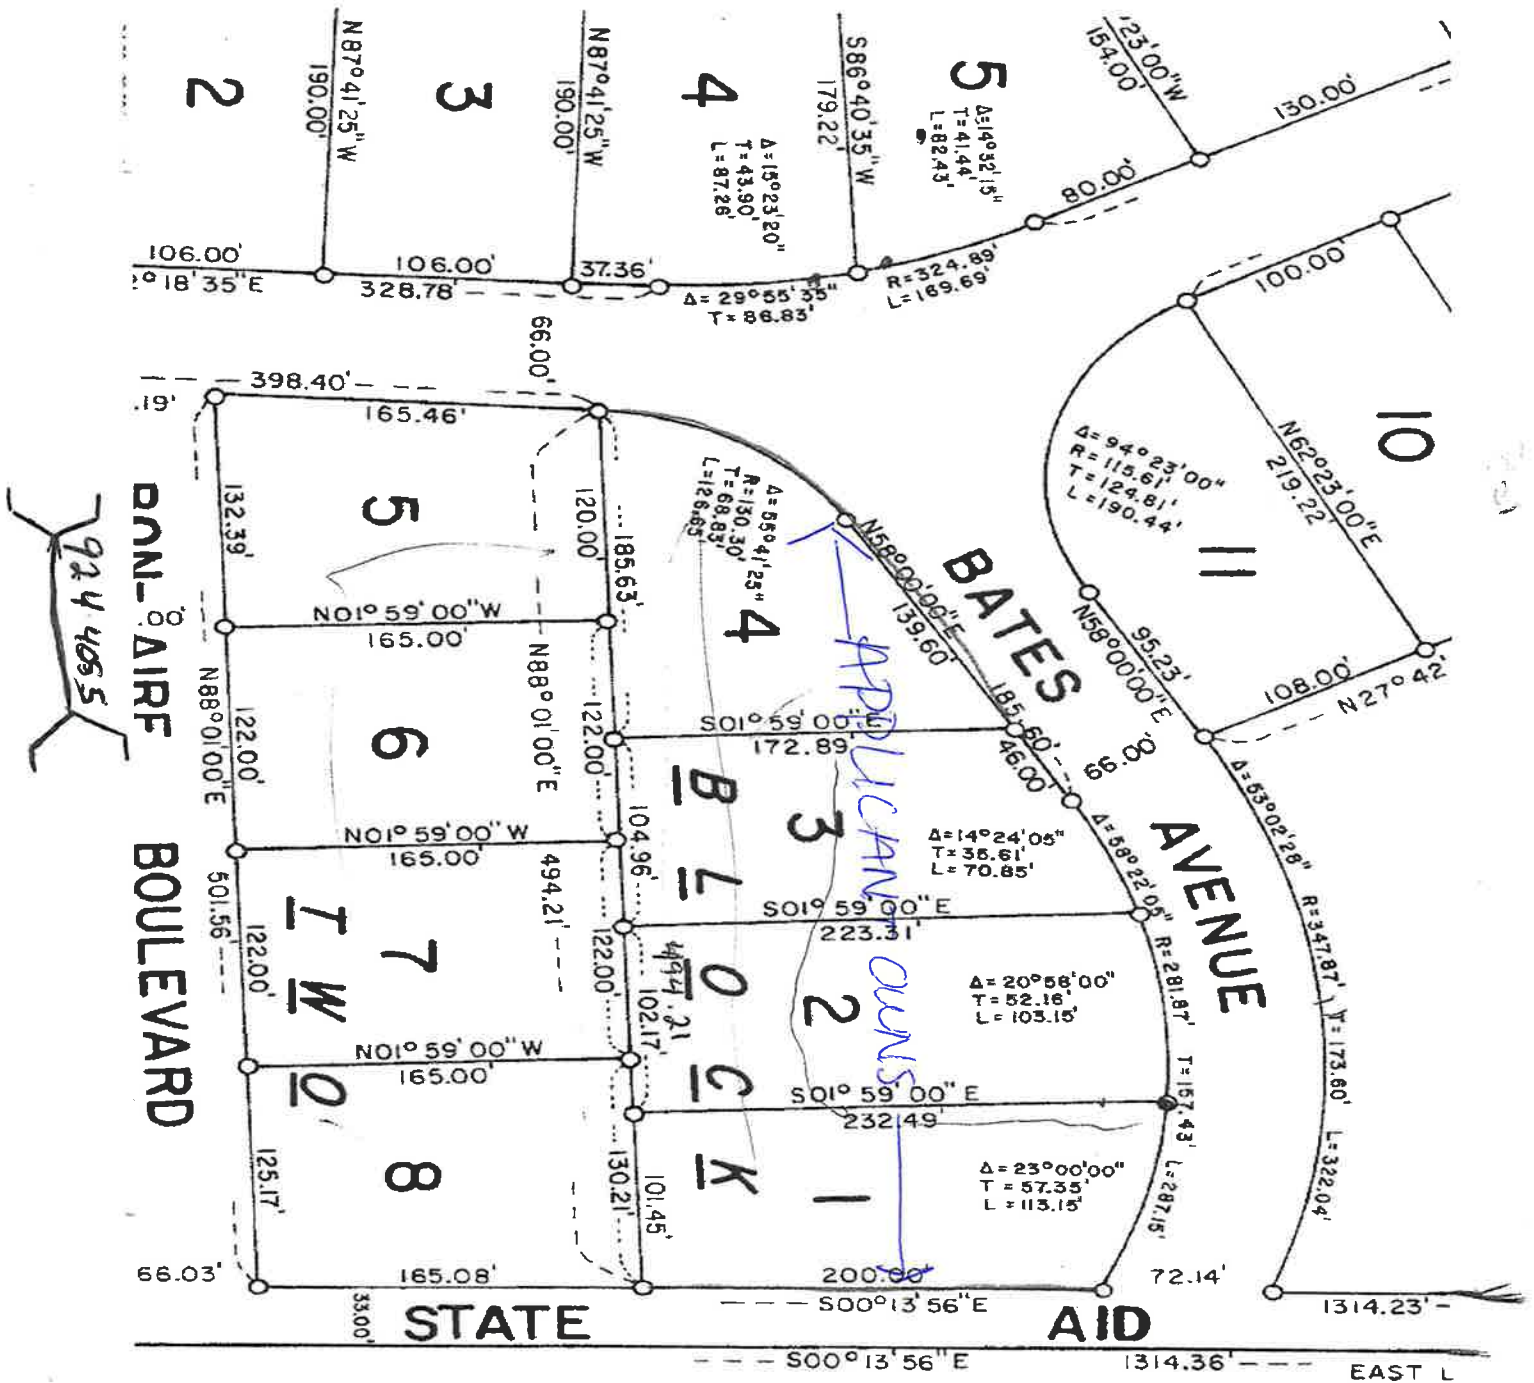 N87°41'25"W
190.00'
2
N87°41'25"W
190.00'
3
S86°40'35"W
179.22'
4
Δ=15°23'20"
T=43.90'
L=87.26'
5
Δ=14°32'15"
T=41.44'
L=82.43'
23'00"W
154.00'
130.00'
80.00'
106.00'
18'35"E
106.00'
328.78'
37.36'
Δ=29°55'35"
T=86.83'
R=324.89'
L=169.69'
100.00'
10
N62°23'00"E
219.22'
Δ=94°23'00"
R=115.61'
T=124.81'
L=190.44'
11
66.00'
398.40'
165.46'
.19'
132.39'
5
120.00'
185.63'
Δ=55°41'25"
R=130.30'
T=68.83'
L=126.65'
4
N58°00'00"E
139.60'
185.60'
BATES
AVENUE
N58°00'00"E
95.23'
108.00'
N27°42'
66.00'
46.00'
N01°59'00"W
165.00'
N88°01'00"E
122.00'
6
N88°01'00"E
122.00'
S01°59'00"E
172.89'
APPLICANT OWNS
BLOCK
TWO
3
Δ=14°24'05"
T=35.61'
L=70.85'
Δ=58°22'05" R=281.87' T=157.43' L=287.15'
Δ=53°02'28" R=347.87' T=173.60' L=322.04'
N01°59'00"W
165.00'
104.96'
494.21'
501.56'
122.00'
7
122.00'
494.21
102.17'
S01°59'00"E
223.31'
2
Δ=20°58'00"
T=52.16'
L=103.15'
N01°59'00"W
165.00'
S01°59'00"E
232.49'
125.17'
8
130.21'
101.45'
1
Δ=23°00'00"
T=57.35'
L=113.15'
66.03'
165.08'
33.00'
200.00'
S00°13'56"E
72.14'
1314.23'
STATE AID
S00°13'56"E
1314.36'
EAST L
BON-AIRE BOULEVARD
924-4055